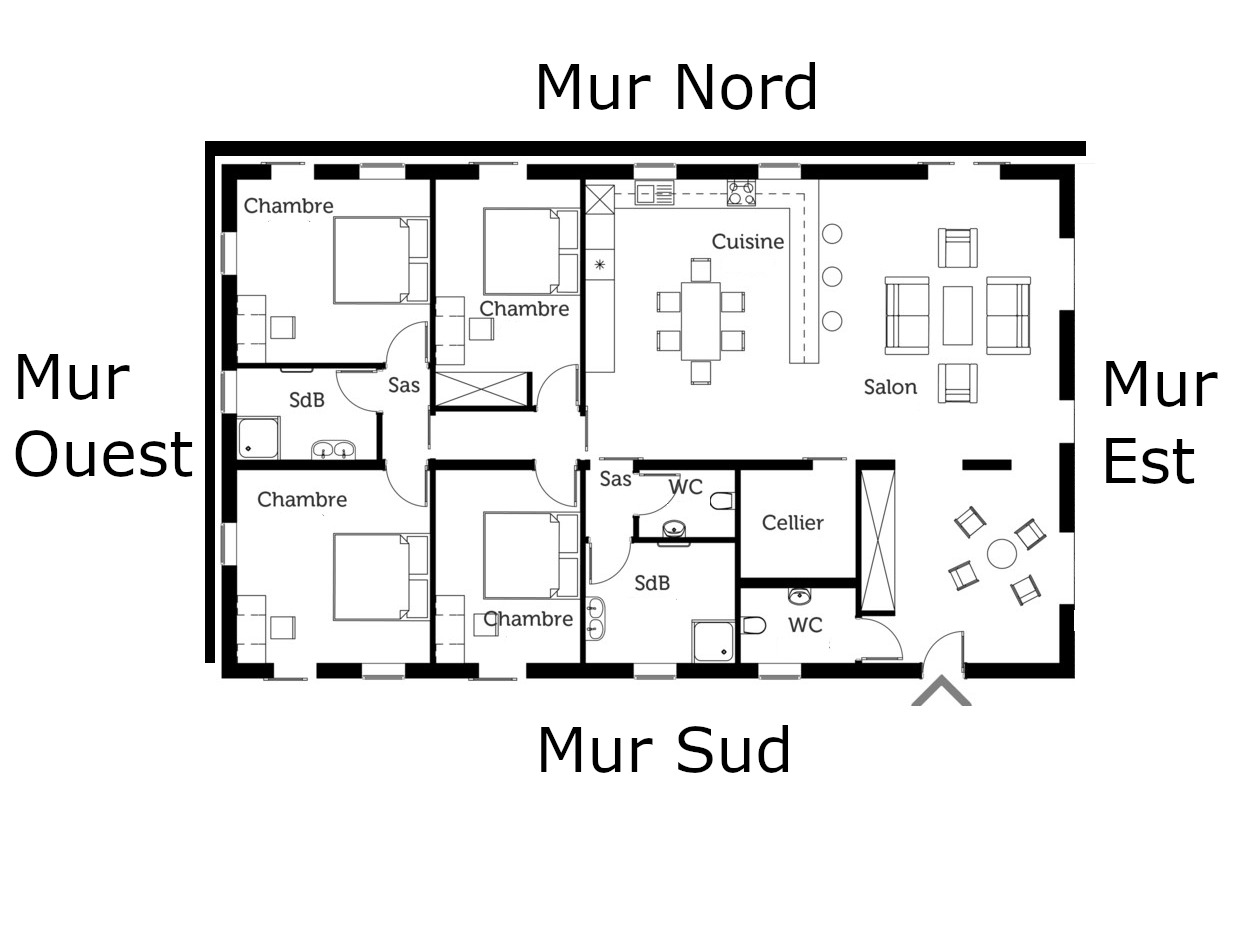 Mur Nord
Chambre
Cuisine
Chambre
Mur
Ouest
SdB
Sas
Salon
Mur
Est
Chambre
Sas
WC
Cellier
SdB
Chambre
WC
Mur Sud